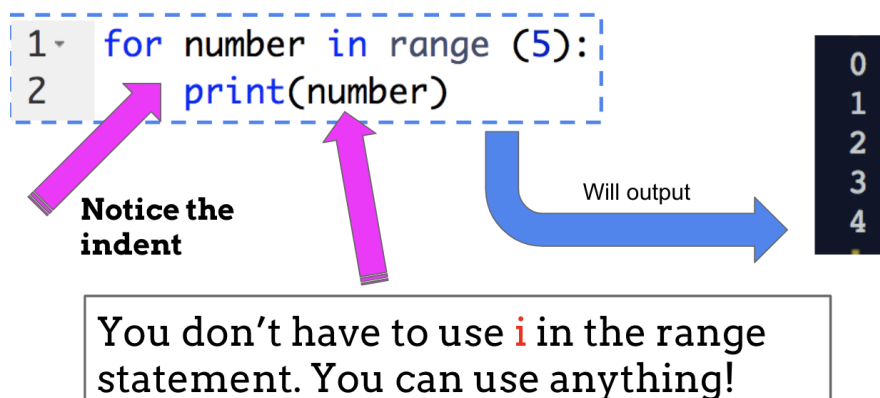 1 for number in range (5):
2 print(number)
0
1
2
3
4
Notice the
indent
Will output
You don't have to use i in the range
statement. You can use anything!